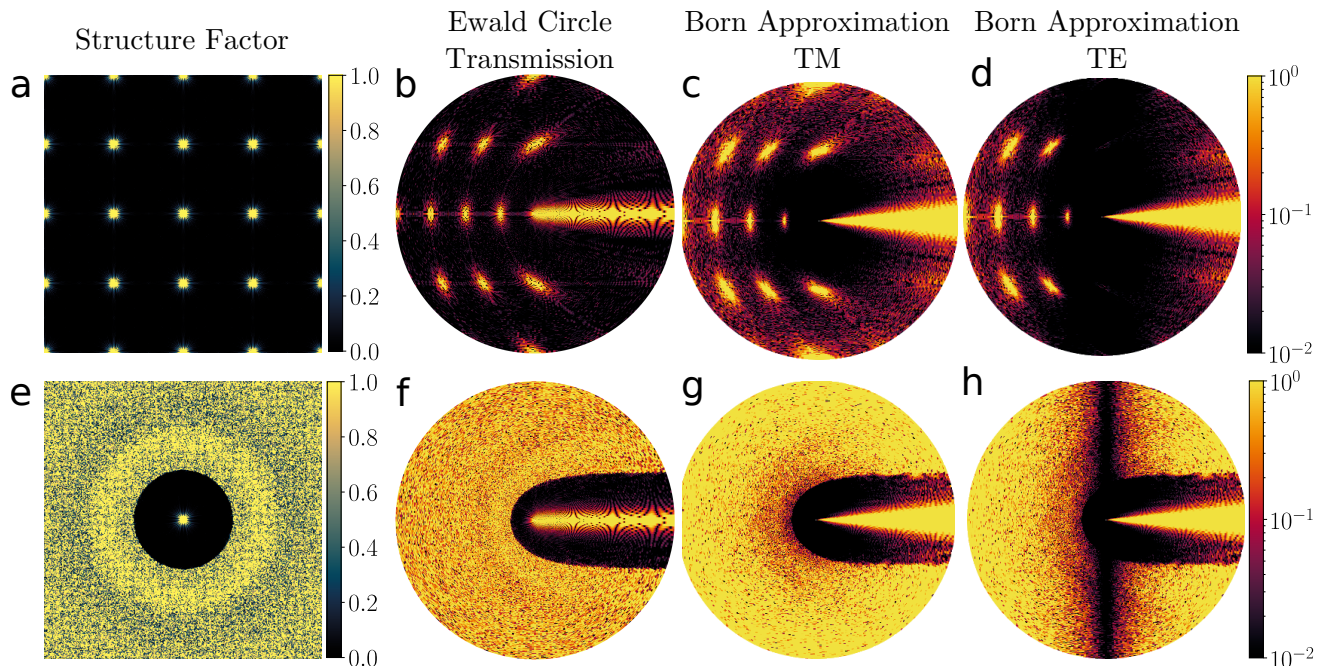 Structure Factor
Ewald Circle
Transmission
Born Approximation
TM
Born Approximation
TE
a
1.0
0.8
0.6
0.4
0.2
0.0
b
c
d
10^0
10^-1
10^-2
e
1.0
0.8
0.6
0.4
0.2
0.0
f
g
h
10^0
10^-1
10^-2